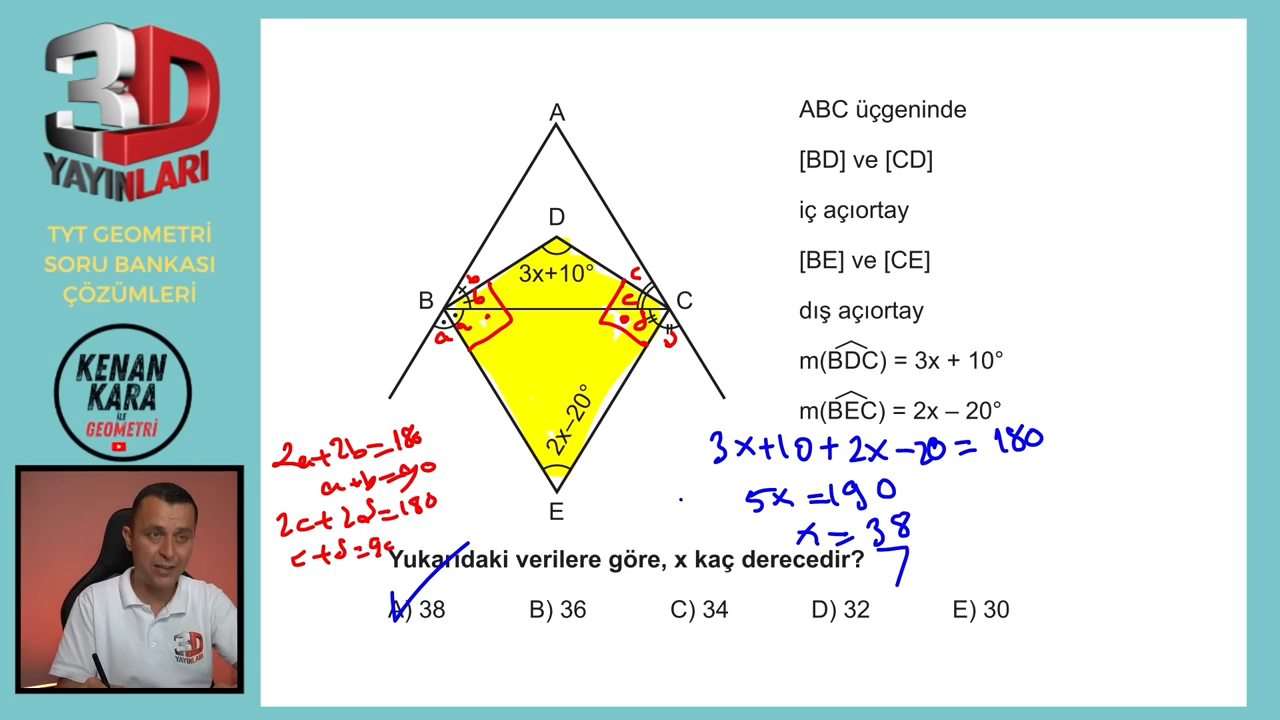 3D
YAYINLARI
TYT GEOMETRİ
SORU BANKASI
ÇÖZÜMLERİ
KENAN
KARA
İLE
GEOMETRİ
3D
YAYINLARI
A
D
3x+10°
B
C
b
b
a
a
c
c
d
d
2x–20°
E
ABC üçgeninde
[BD] ve [CD]
iç açıortay
[BE] ve [CE]
dış açıortay
m(BDC) = 3x + 10°
m(BEC) = 2x – 20°
2a+2b=180
a+b=90
2c+2d=180
c+d=90
3x+10+2x-20=180
5x=190
x=38
Yukarıdaki verilere göre, x kaç derecedir?
A) 38 B) 36 C) 34 D) 32 E) 30